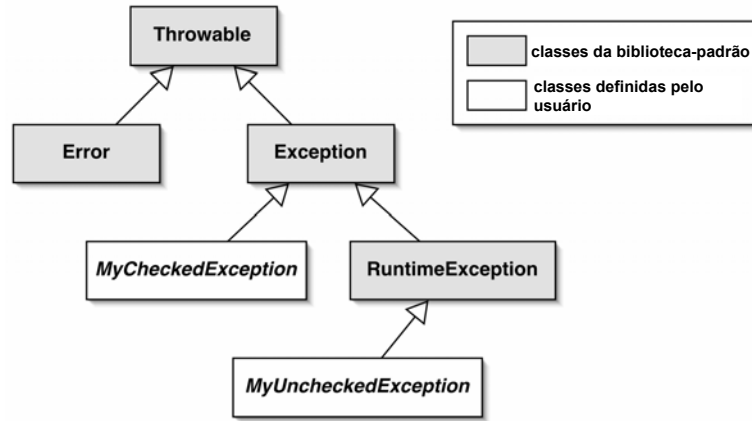 Throwable
classes da biblioteca-padrão
classes definidas pelo
usuário
Error
Exception
MyCheckedException
RuntimeException
MyUncheckedException